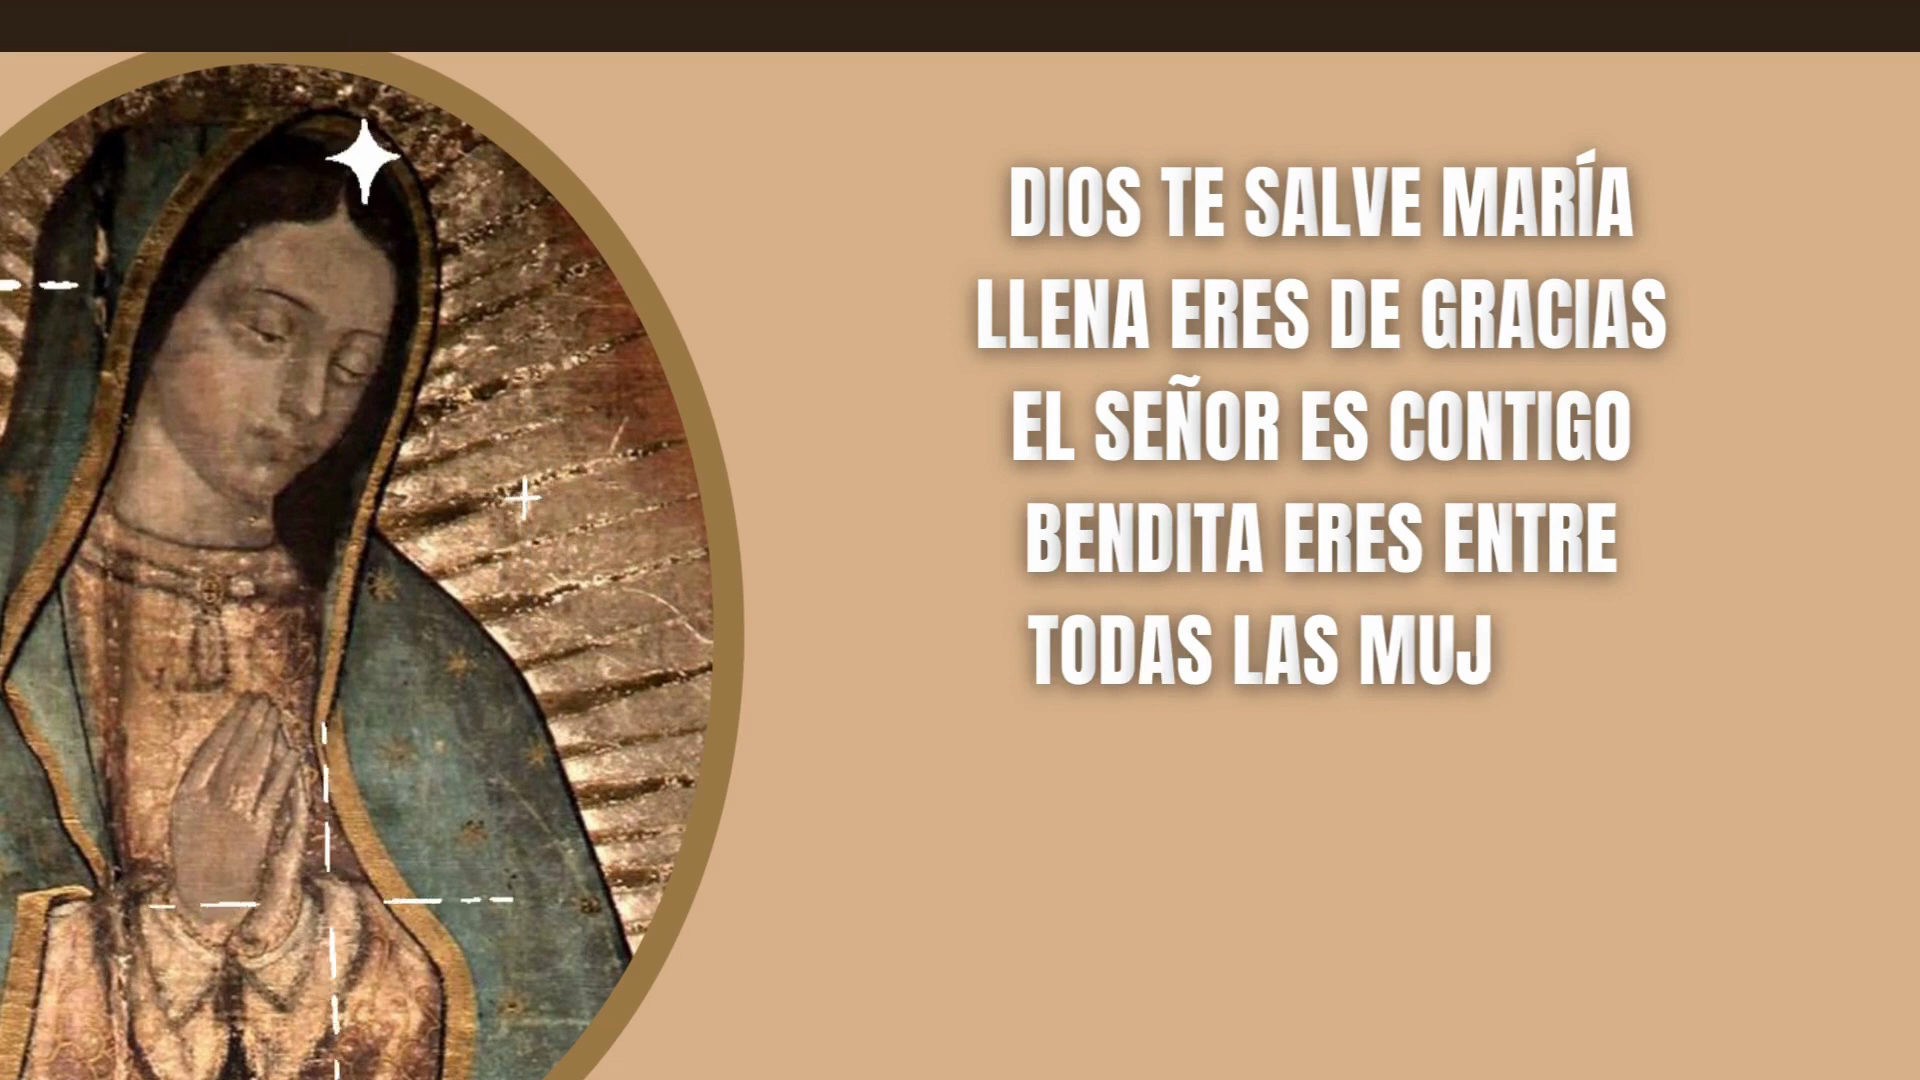 DIOS TE SALVE MARÍA
LLENA ERES DE GRACIAS
EL SEÑOR ES CONTIGO
BENDITA ERES ENTRE
TODAS LAS MUJ